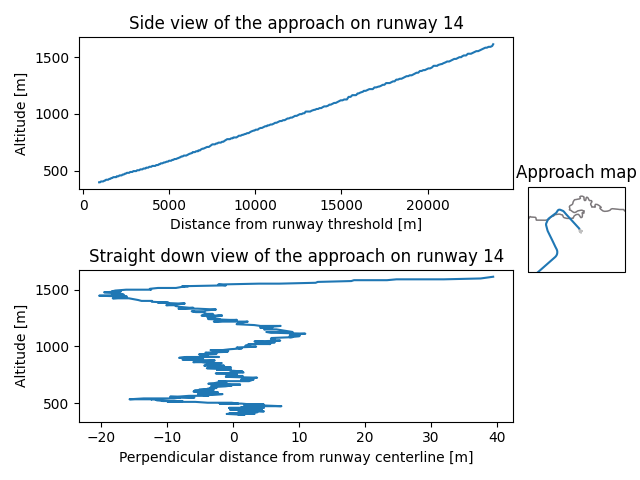 Side view of the approach on runway 14
1500
1000
500
Altitude [m]
0 5000 10000 15000 20000
Distance from runway threshold [m]
Approach map
Straight down view of the approach on runway 14
1500
1000
500
Altitude [m]
−20 −10 0 10 20 30 40
Perpendicular distance from runway centerline [m]